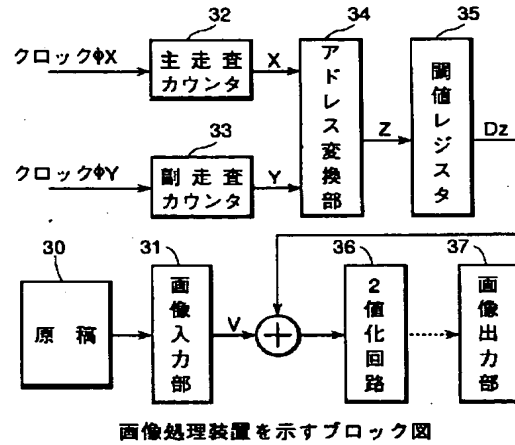 32
34
35
クロックφX
主走査
カウンタ
X
アドレス変換部
Z
閾値レジスタ
Dz
33
クロックφY
副走査
カウンタ
Y
30
31
36
37
原稿
画像入力部
V
+
2値化回路
画像出力部
画像処理装置を示すブロック図